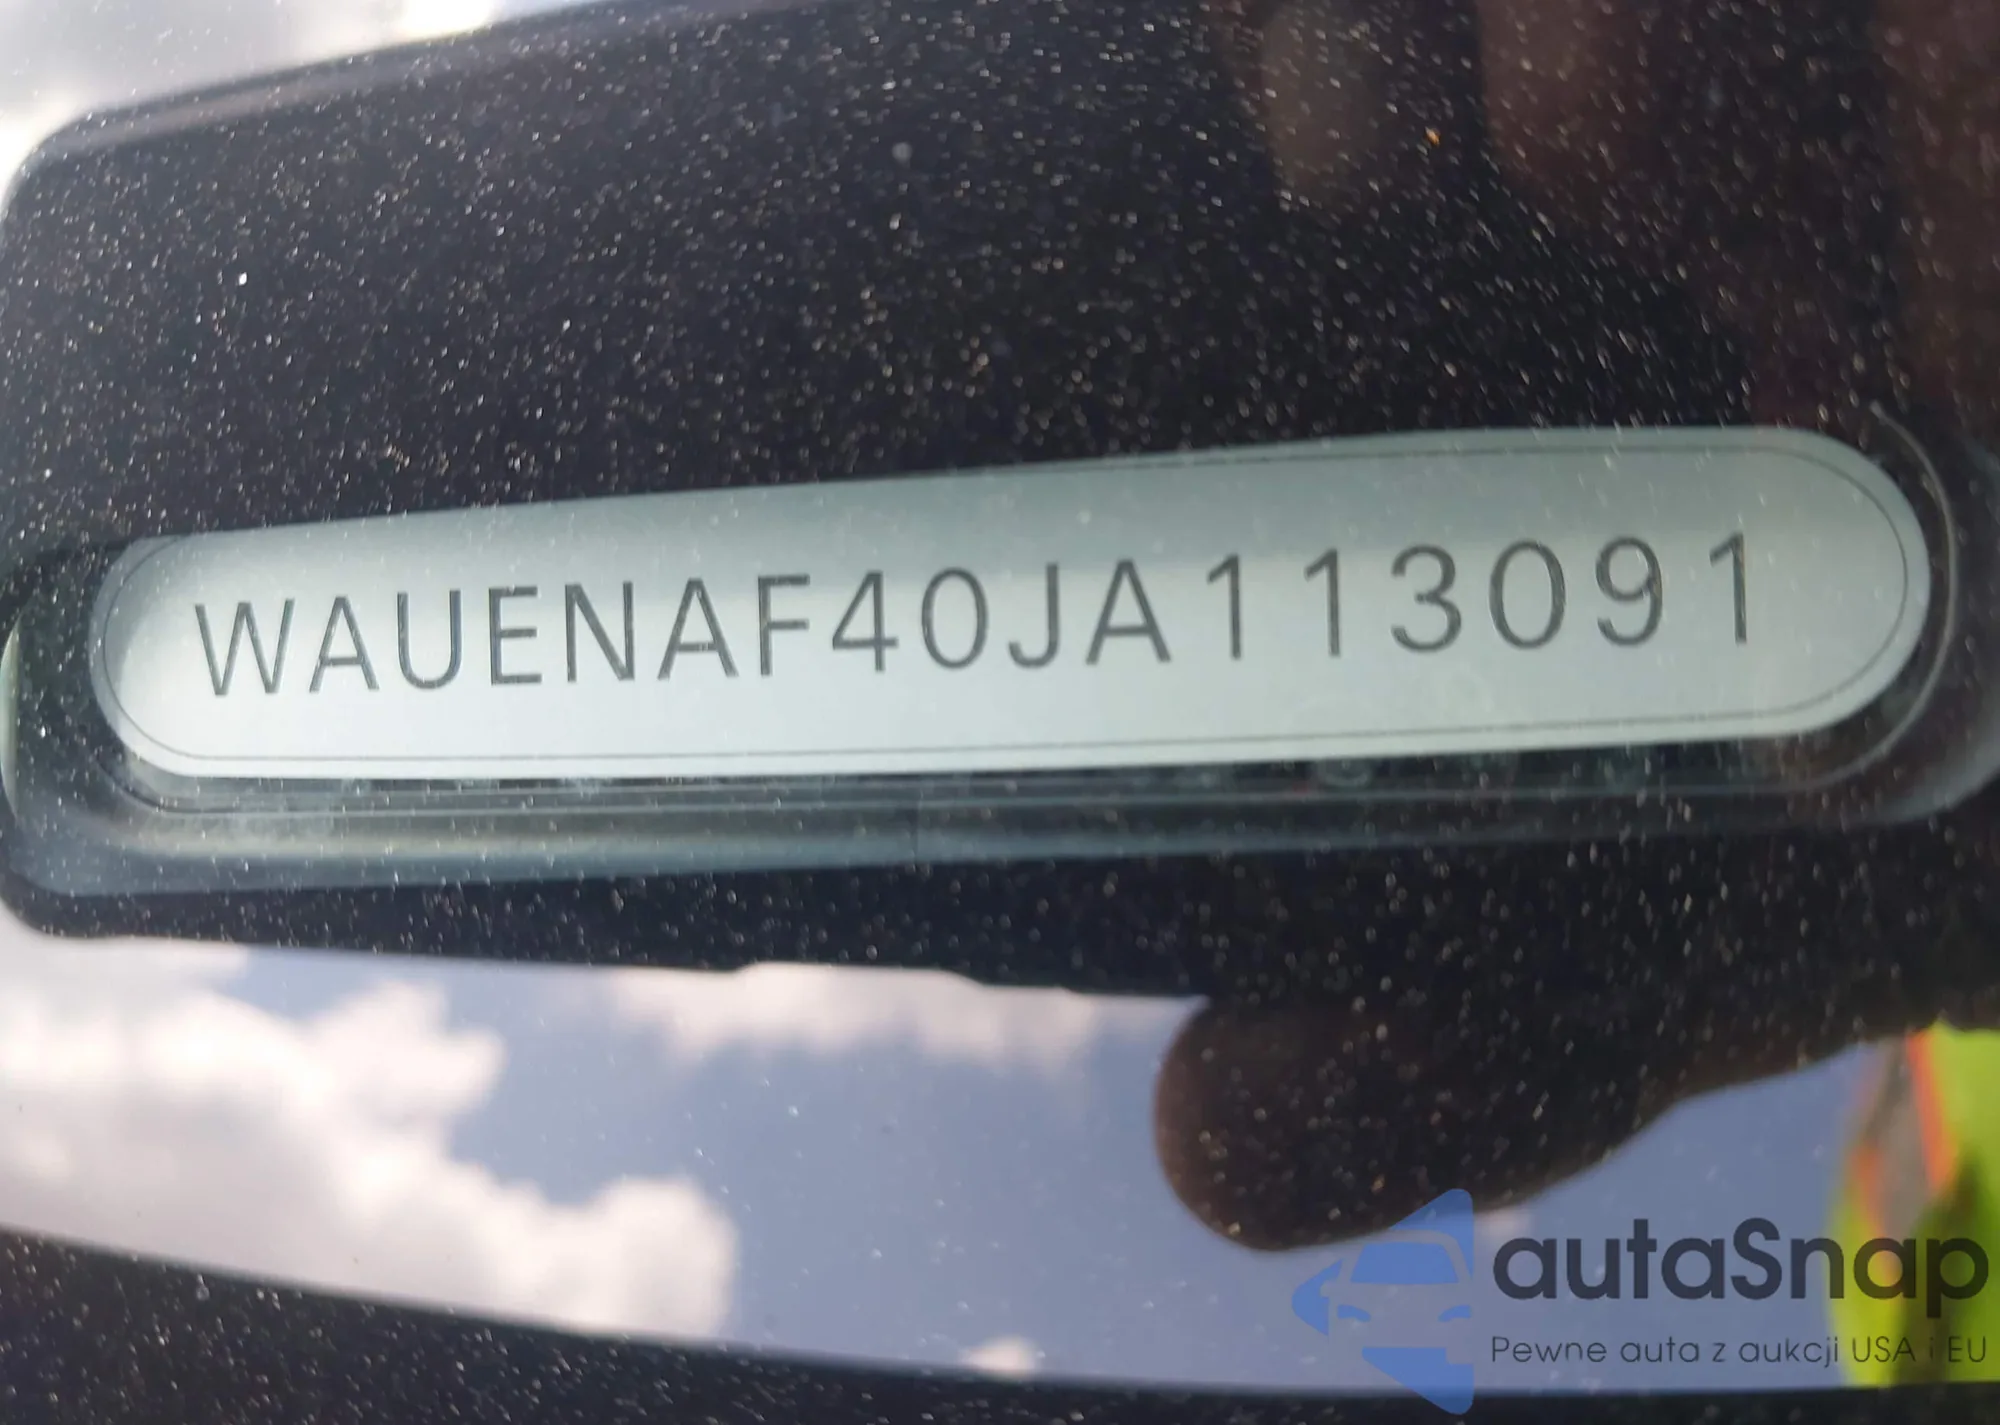 WAUENAF40JA113091
autaSnap
Pewne auta z aukcji USA i EU